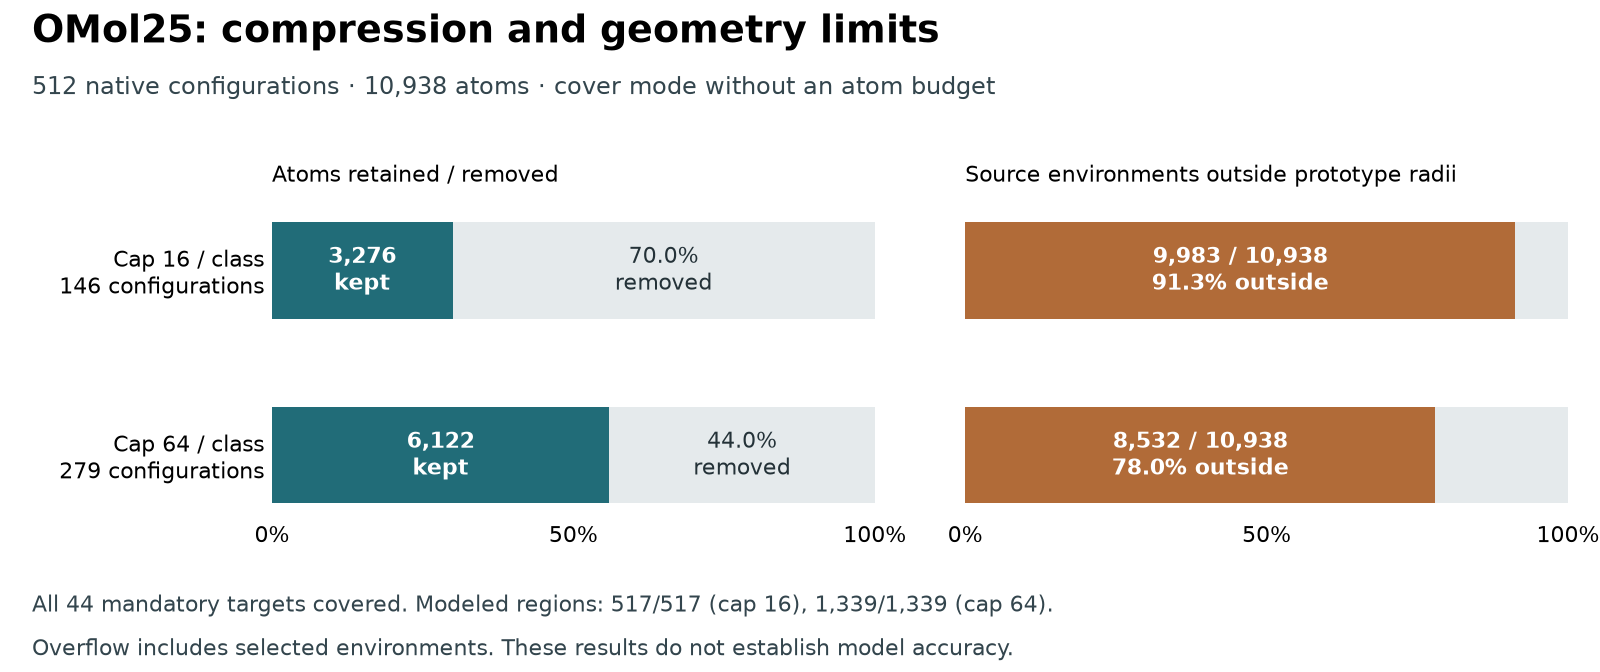 OMol25: compression and geometry limits
512 native configurations · 10,938 atoms · cover mode without an atom budget
Atoms retained / removed
Source environments outside prototype radii
Cap 16 / class
146 configurations
3,276
kept
70.0%
removed
9,983 / 10,938
91.3% outside
Cap 64 / class
279 configurations
6,122
kept
44.0%
removed
8,532 / 10,938
78.0% outside
0% 50% 100%
0% 50% 100%
All 44 mandatory targets covered. Modeled regions: 517/517 (cap 16), 1,339/1,339 (cap 64).
Overflow includes selected environments. These results do not establish model accuracy.